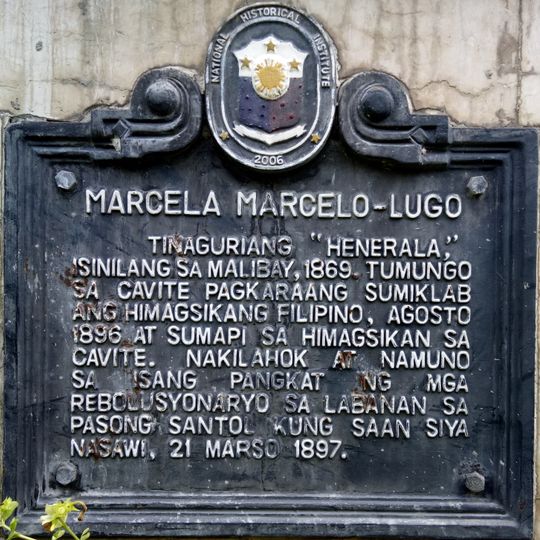 NATIONAL HISTORICAL INSTITUTE
2006
MARCELA MARCELO-LUGO
TINAGURIANG "HENERALA,"
ISINILANG SA MALIBAY, 1869. TUMUNGO
SA CAVITE PAGKARAANG SUMIKLAB
ANG HIMAGSIKANG FILIPINO, AGOSTO
1896 AT SUMAPI SA HIMAGSIKAN SA
CAVITE. NAKILAHOK AT NAMUNO
SA ISANG PANGKAT NG MGA
REBOLUSYONARYO SA LABANAN SA
PASONG SANTOL KUNG SAAN SIYA
NASAWI, 21 MARSO 1897.